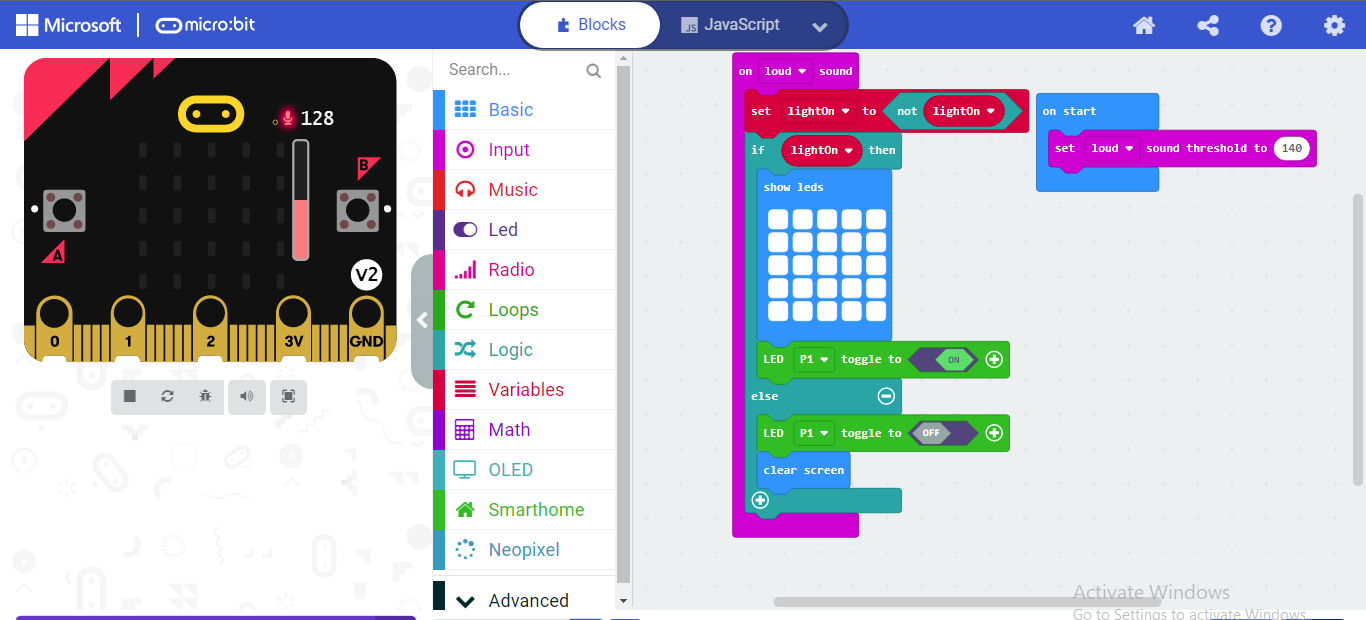 Microsoft
micro:bit
Blocks
JS
JavaScript
128
B
A
V2
0
1
2
3V
GND
Search...
Basic
Input
Music
Led
Radio
Loops
Logic
Variables
Math
OLED
Smarthome
Neopixel
Advanced
on loud sound
set lightOn to not lightOn
if lightOn then
show leds
LED P1 toggle to ON
else
LED P1 toggle to OFF
clear screen
on start
set loud sound threshold to 140
Activate Windows
Go to Settings to activate Windows.